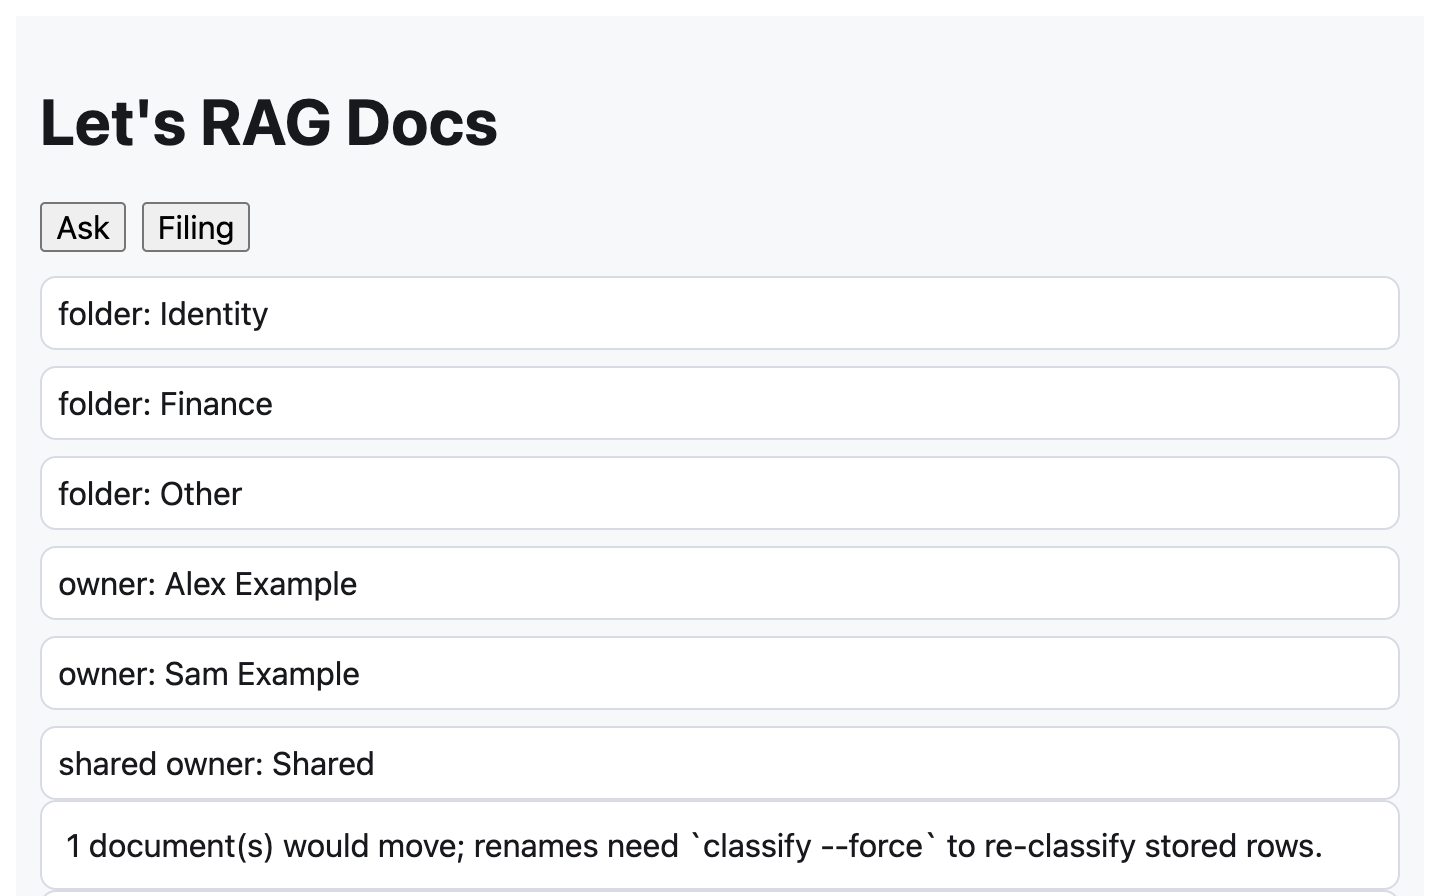 Let's RAG Docs
Ask Filing
folder: Identity
folder: Finance
folder: Other
owner: Alex Example
owner: Sam Example
shared owner: Shared
1 document(s) would move; renames need `classify --force` to re-classify stored rows.